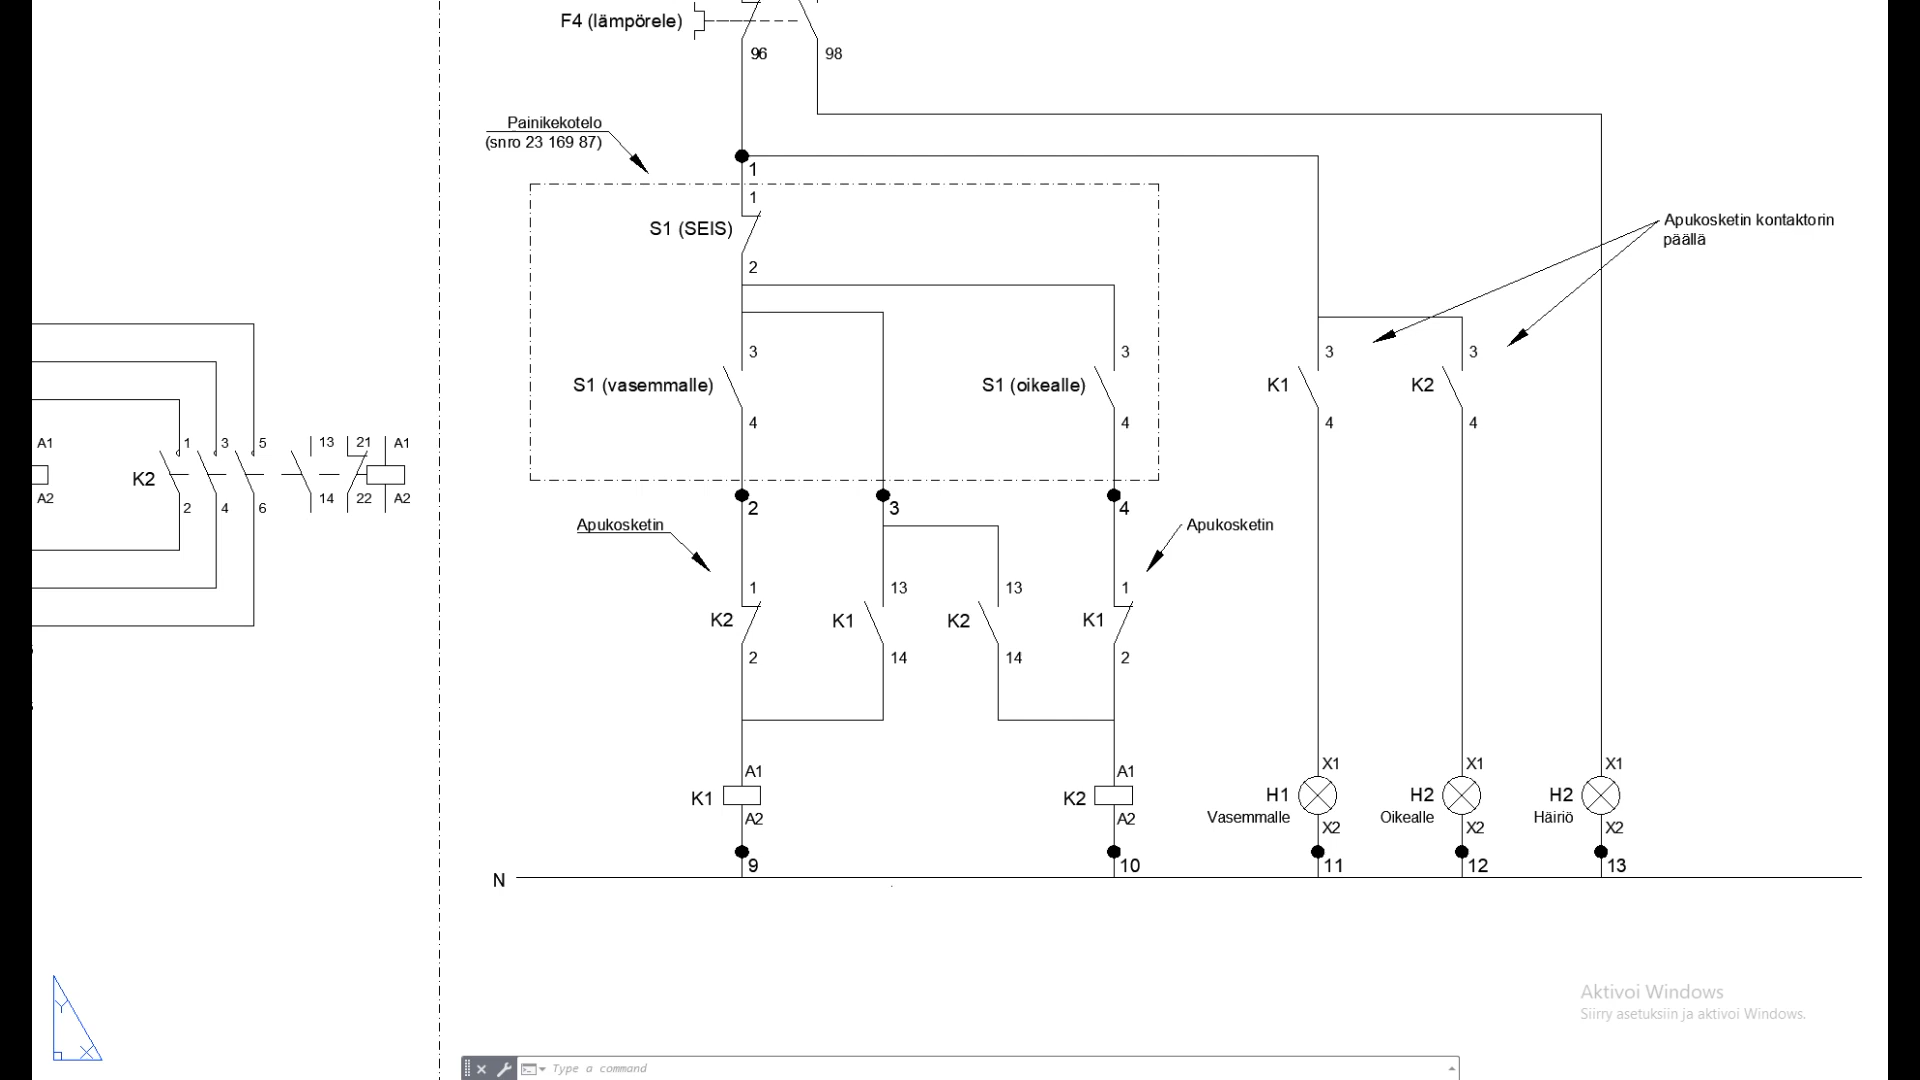 F4 (lämpörele)
96
98
Painikekotelo
(snro 23 169 87)
1
1
S1 (SEIS)
2
Apukosketin kontaktorin
päällä
3
S1 (vasemmalle)
4
3
S1 (oikealle)
4
3
K1
4
3
K2
4
A1
A2
K2
1
2
3
4
5
6
13
14
21
22
A1
A2
2
3
4
Apukosketin
Apukosketin
1
K2
2
13
K1
14
13
K2
14
1
K1
2
A1
K1
A2
A1
K2
A2
X1
H1
Vasemmalle
X2
X1
H2
Oikealle
X2
X1
H2
Häiriö
X2
9
10
11
12
13
N
Y
X
Aktivoi Windows
Siirry asetuksiin ja aktivoi Windows.
Type a command